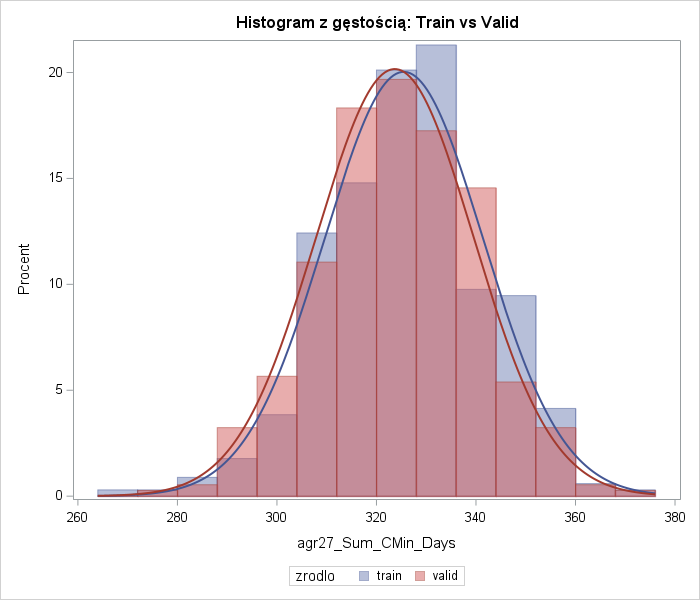 Histogram z gęstością: Train vs Valid
Procent
20
15
10
5
0
260 280 300 320 340 360 380
agr27_Sum_CMin_Days
zrodlo train valid